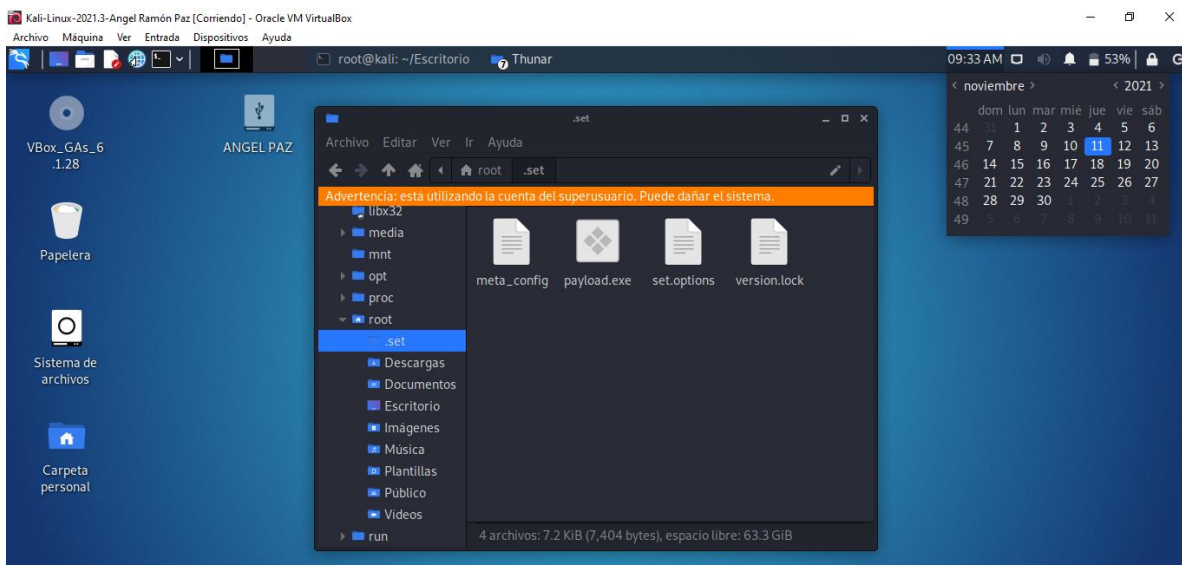 Kali-Linux-2021.3-Angel Ramón Paz [Corriendo] - Oracle VM VirtualBox
Archivo Máquina Ver Entrada Dispositivos Ayuda
root@kali: ~/Escritorio
7 Thunar
09:33 AM
53%
VBox_GAs_6
.1.28
ANGEL PAZ
Papelera
Sistema de
archivos
Carpeta
personal
.set
Archivo Editar Ver Ir Ayuda
root .set
Advertencia: está utilizando la cuenta del superusuario. Puede dañar el sistema.
libx32
media
mnt
opt
proc
root
.set
Descargas
Documentos
Escritorio
Imágenes
Música
Plantillas
Público
Vídeos
run
meta_config payload.exe set.options version.lock
4 archivos: 7.2 KiB (7,404 bytes), espacio libre: 63.3 GiB
< noviembre > < 2021 >
dom lun mar mié jue vie sáb
44 31 1 2 3 4 5 6
45 7 8 9 10 11 12 13
46 14 15 16 17 18 19 20
47 21 22 23 24 25 26 27
48 28 29 30 1 2 3 4
49 5 6 7 8 9 10 11